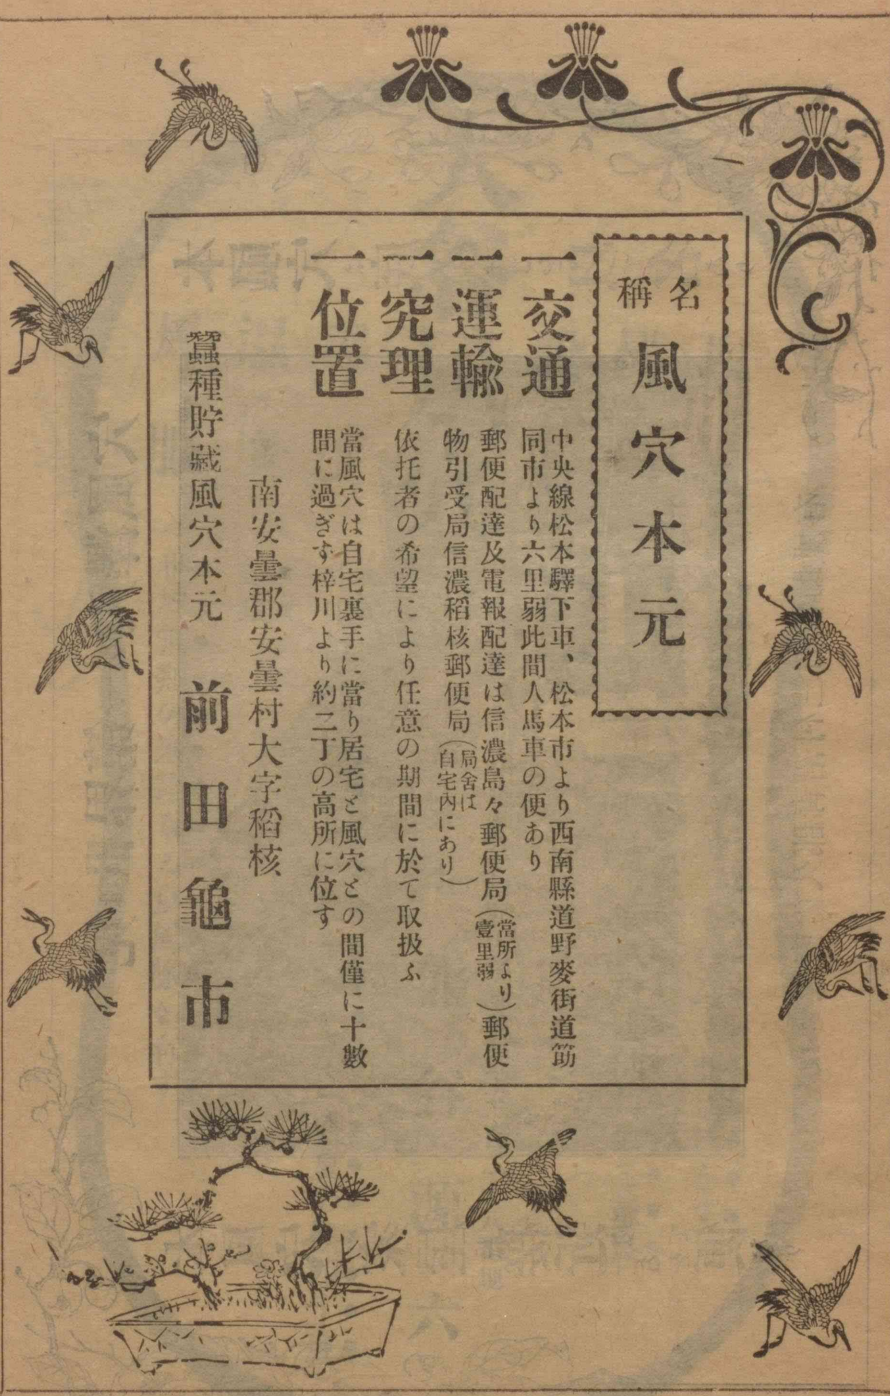 名稱
風穴本元
一交通
中央線松本驛下車、松本市より西南縣道野麥街道筋
同市より六里弱此間人馬車の便あり
一運輸
郵便配達及電報配達は信濃島々郵便局(當所より壹里弱)郵便
物引受局信濃稻核郵便局(局舍は自宅內にあり)
一究理
依托者の希望により任意の期間に於て取扱ふ
一位置
當風穴は自宅裏手に當り居宅と風穴との間僅に十數
間に過ぎす梓川より約二丁の高所に位す
南安曇郡安曇村大字稻核
蠶種貯藏風穴本元 前田龜市